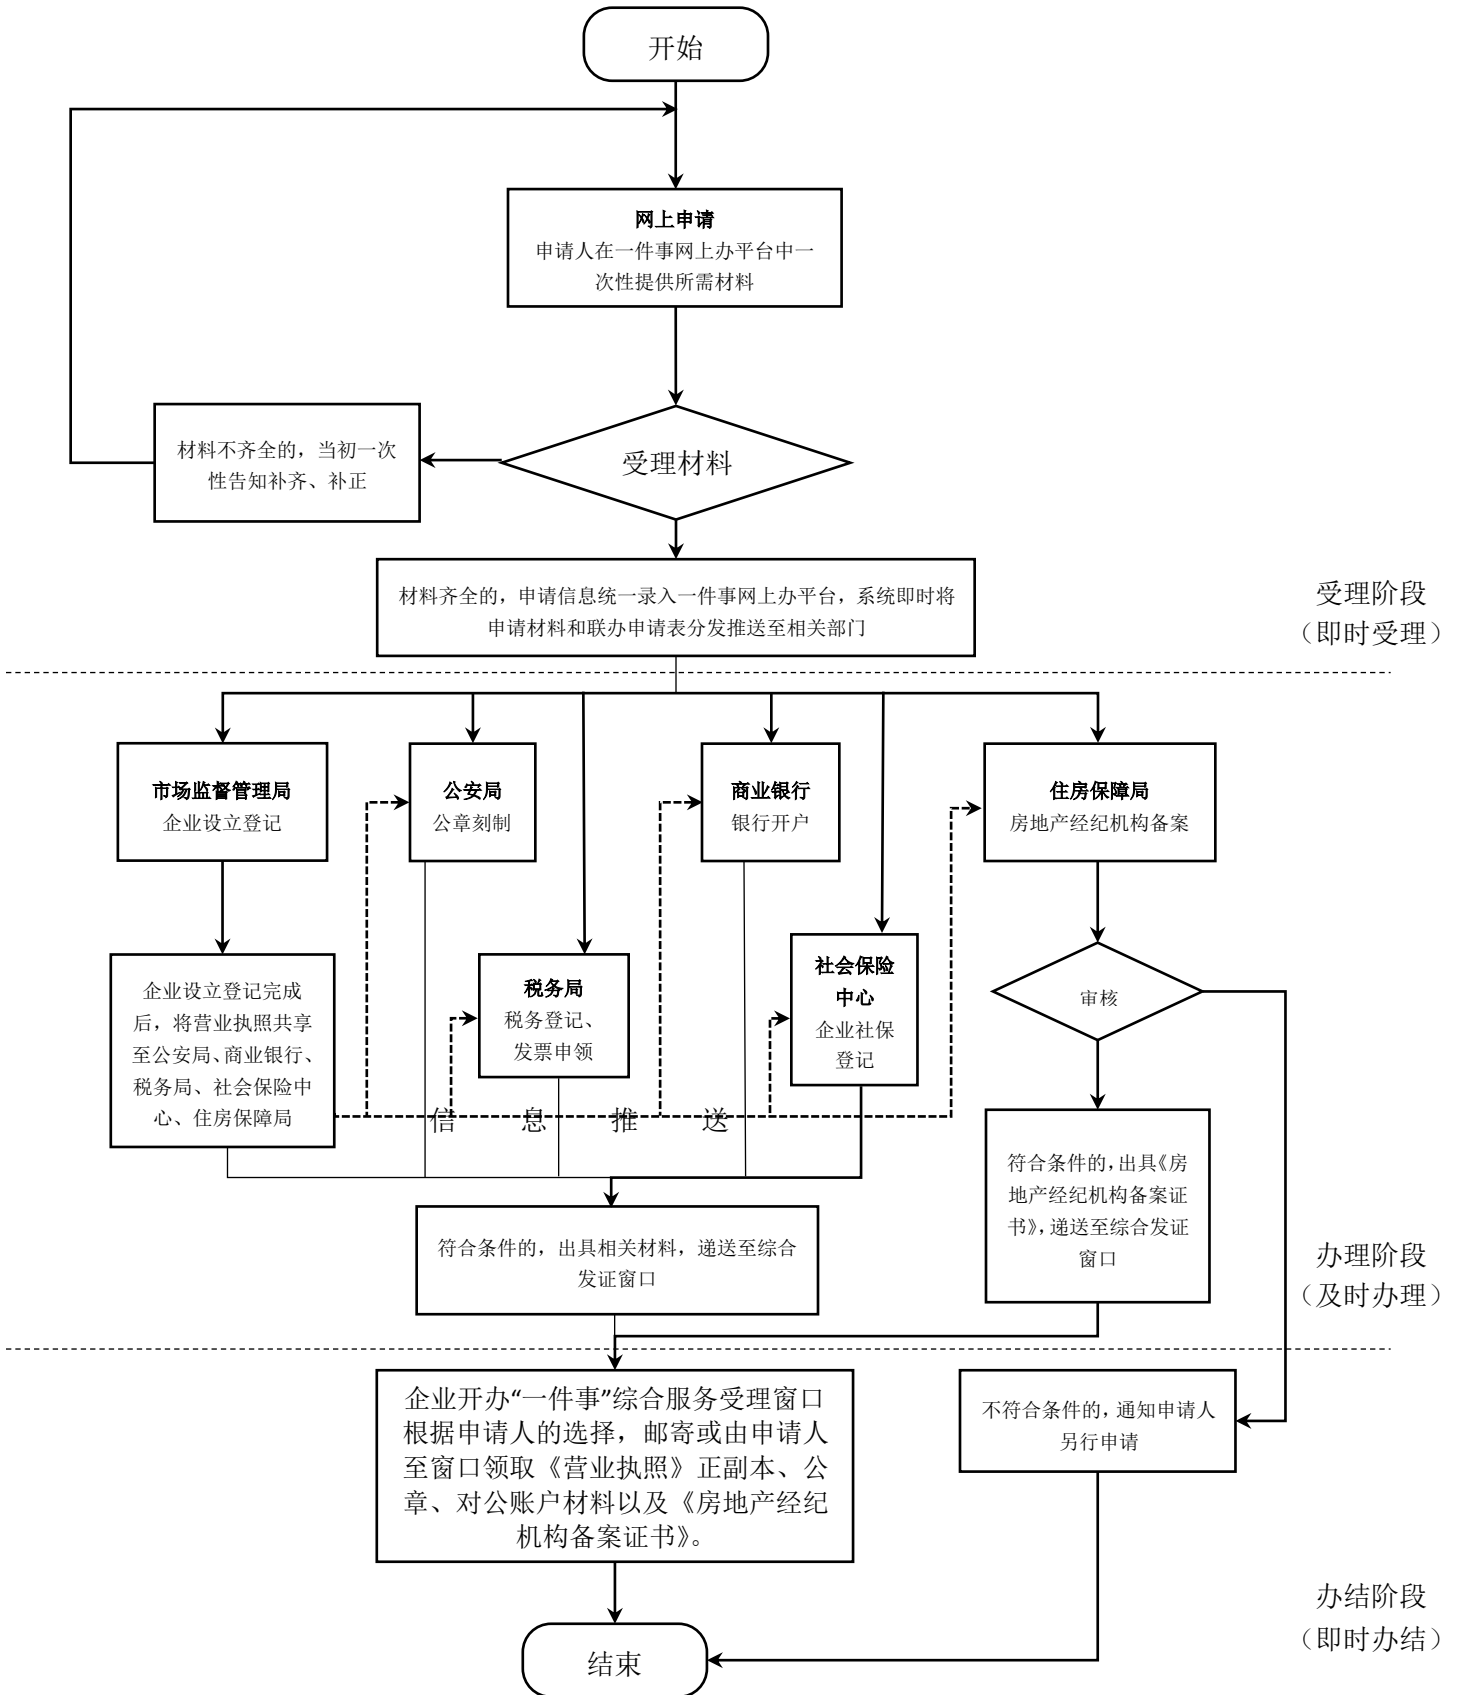 开始
网上申请
申请人在一件事网上办平台中一
次性提供所需材料
材料不齐全的，当初一次
性告知补齐、补正
受理材料
材料齐全的，申请信息统一录入一件事网上办平台，系统即时将
申请材料和联办申请表分发推送至相关部门
受理阶段
（即时受理）
市场监督管理局
企业设立登记
公安局
公章刻制
商业银行
银行开户
住房保障局
房地产经纪机构备案
企业设立登记完成
后，将营业执照共享
至公安局、商业银行、
税务局、社会保险中
心、住房保障局
税务局
税务登记、
发票申领
社会保险
中心
企业社保
登记
审核
信息推送
符合条件的，出具《房
地产经纪机构备案证
书》，递送至综合发证
窗口
符合条件的，出具相关材料，递送至综合
发证窗口
办理阶段
（及时办理）
企业开办“一件事”综合服务受理窗口
根据申请人的选择，邮寄或由申请人
至窗口领取《营业执照》正副本、公
章、对公账户材料以及《房地产经纪
机构备案证书》。
不符合条件的，通知申请人
另行申请
办结阶段
（即时办结）
结束